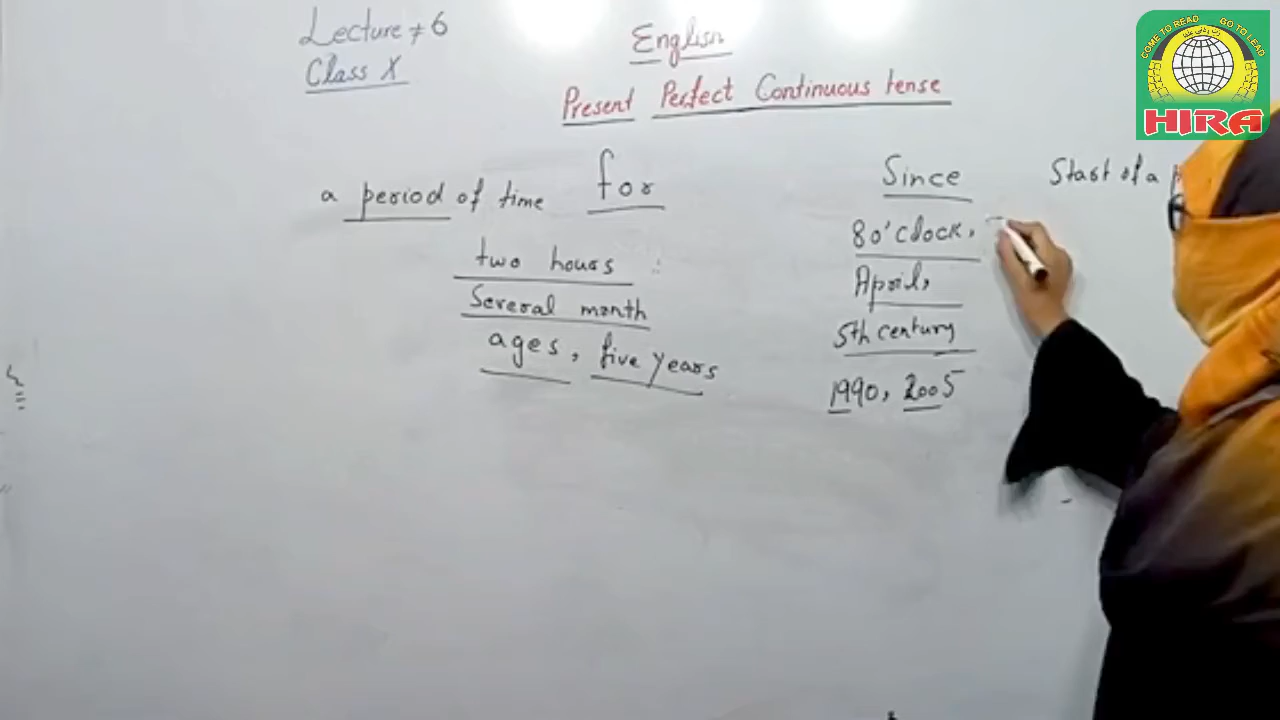 Lecture # 6
Class X
English
Present Perfect Continuous tense
a period of time for
two hours
Several month
ages, five years
Since Start of a
8 o'clock,
April,
5th century
1990, 2005
COME TO READ GO TO LEAD
HIRA